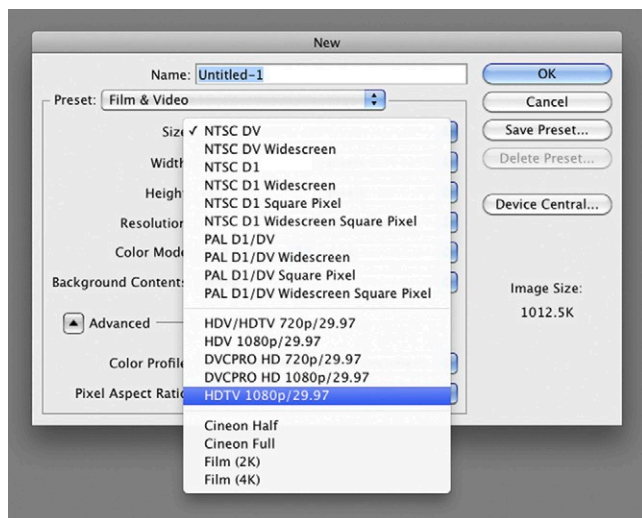 New
Name: Untitled-1
OK
Preset: Film & Video
Cancel
Size
✓ NTSC DV
Save Preset...
NTSC DV Widescreen
Width
NTSC D1
Delete Preset...
NTSC D1 Widescreen
Height
NTSC D1 Square Pixel
Device Central...
NTSC D1 Widescreen Square Pixel
Resolution
PAL D1/DV
Color Mode
PAL D1/DV Widescreen
PAL D1/DV Square Pixel
Background Contents
PAL D1/DV Widescreen Square Pixel
Image Size:
1012.5K
Advanced
HDV/HDTV 720p/29.97
HDV 1080p/29.97
Color Profile
DVCPRO HD 720p/29.97
DVCPRO HD 1080p/29.97
Pixel Aspect Ratio
HDTV 1080p/29.97
Cineon Half
Cineon Full
Film (2K)
Film (4K)